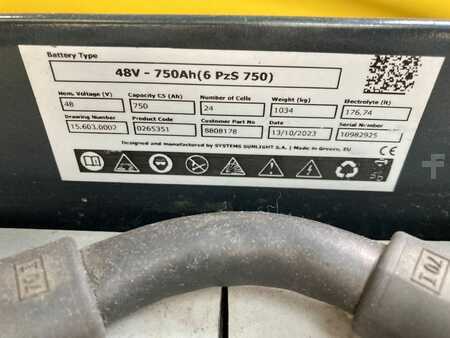 Battery Type
48V - 750Ah(6 PzS 750)
Nom. Voltage (V) Capacity C5 (Ah) Number of Cells Weight (kg) Electrolyte (lt)
48 750 24 1034 176,74
Drawing Number Product Code Customer Part No Date Serial Number
15.603.0002 0265351 8808178 13/10/2023 10982925
Designed and manufactured by SYSTEMS SUNLIGHT S.A. | Made in Greece, EU
CE
70